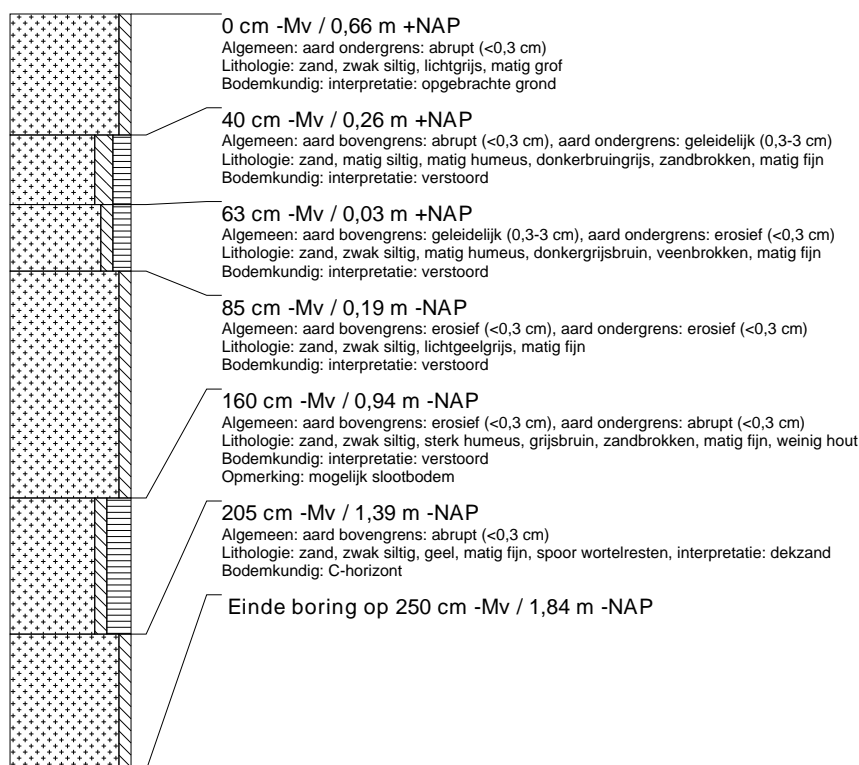 0 cm -Mv / 0,66 m +NAP
Algemeen: aard ondergrens: abrupt (<0,3 cm)
Lithologie: zand, zwak siltig, lichtgrijs, matig grof
Bodemkundig: interpretatie: opgebrachte grond
40 cm -Mv / 0,26 m +NAP
Algemeen: aard bovengrens: abrupt (<0,3 cm), aard ondergrens: geleidelijk (0,3-3 cm)
Lithologie: zand, matig siltig, matig humeus, donkerbruingrijs, zandbrokken, matig fijn
Bodemkundig: interpretatie: verstoord
63 cm -Mv / 0,03 m +NAP
Algemeen: aard bovengrens: geleidelijk (0,3-3 cm), aard ondergrens: erosief (<0,3 cm)
Lithologie: zand, zwak siltig, matig humeus, donkergrijsbruin, veenbrokken, matig fijn
Bodemkundig: interpretatie: verstoord
85 cm -Mv / 0,19 m -NAP
Algemeen: aard bovengrens: erosief (<0,3 cm), aard ondergrens: erosief (<0,3 cm)
Lithologie: zand, zwak siltig, lichtgeelgrijs, matig fijn
Bodemkundig: interpretatie: verstoord
160 cm -Mv / 0,94 m -NAP
Algemeen: aard bovengrens: erosief (<0,3 cm), aard ondergrens: abrupt (<0,3 cm)
Lithologie: zand, zwak siltig, sterk humeus, grijsbruin, zandbrokken, matig fijn, weinig hout
Bodemkundig: interpretatie: verstoord
Opmerking: mogelijk slootbodem
205 cm -Mv / 1,39 m -NAP
Algemeen: aard bovengrens: abrupt (<0,3 cm)
Lithologie: zand, zwak siltig, geel, matig fijn, spoor wortelresten, interpretatie: dekzand
Bodemkundig: C-horizont
Einde boring op 250 cm -Mv / 1,84 m -NAP